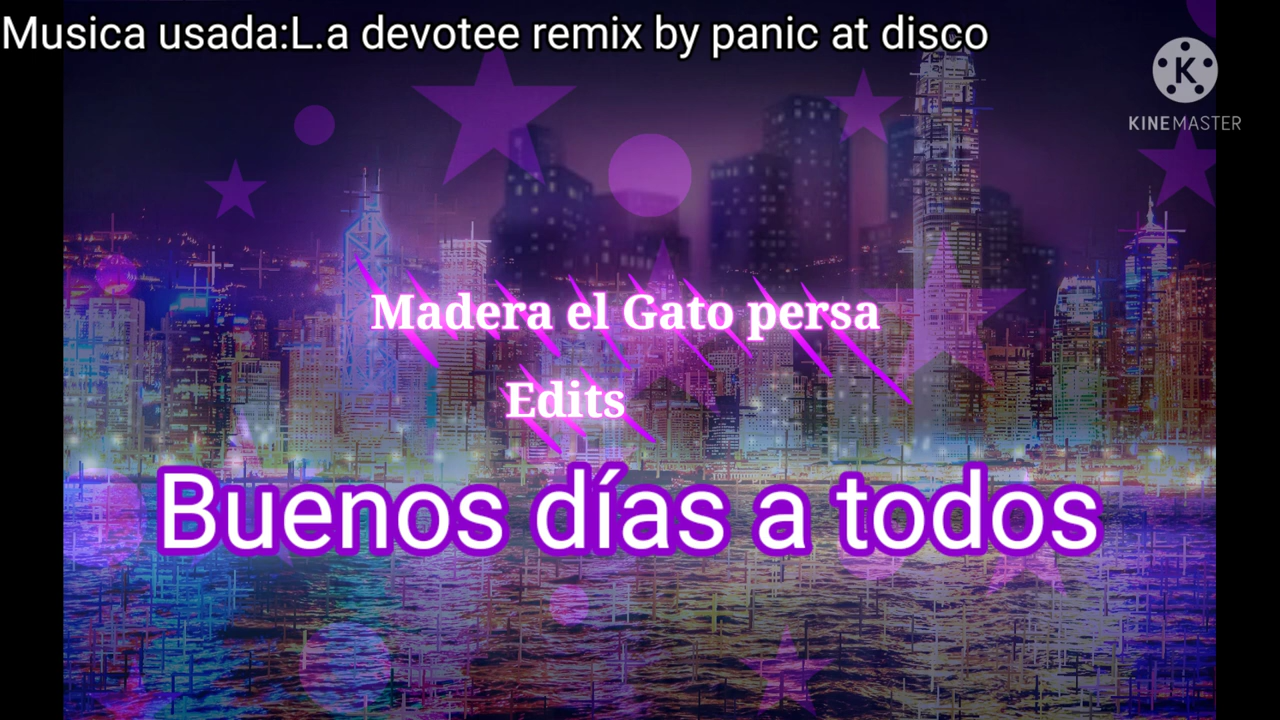 Musica usada:L.a devotee remix by panic at disco
K
KINEMASTER
Madera el Gato persa
Edits
Buenos días a todos